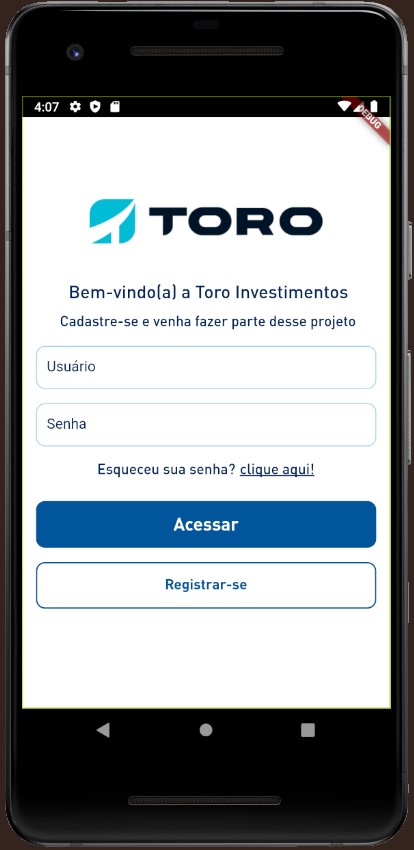 4:07
DEBUG
TORO
Bem-vindo(a) a Toro Investimentos
Cadastre-se e venha fazer parte desse projeto
Usuário
Senha
Esqueceu sua senha? clique aqui!
Acessar
Registrar-se